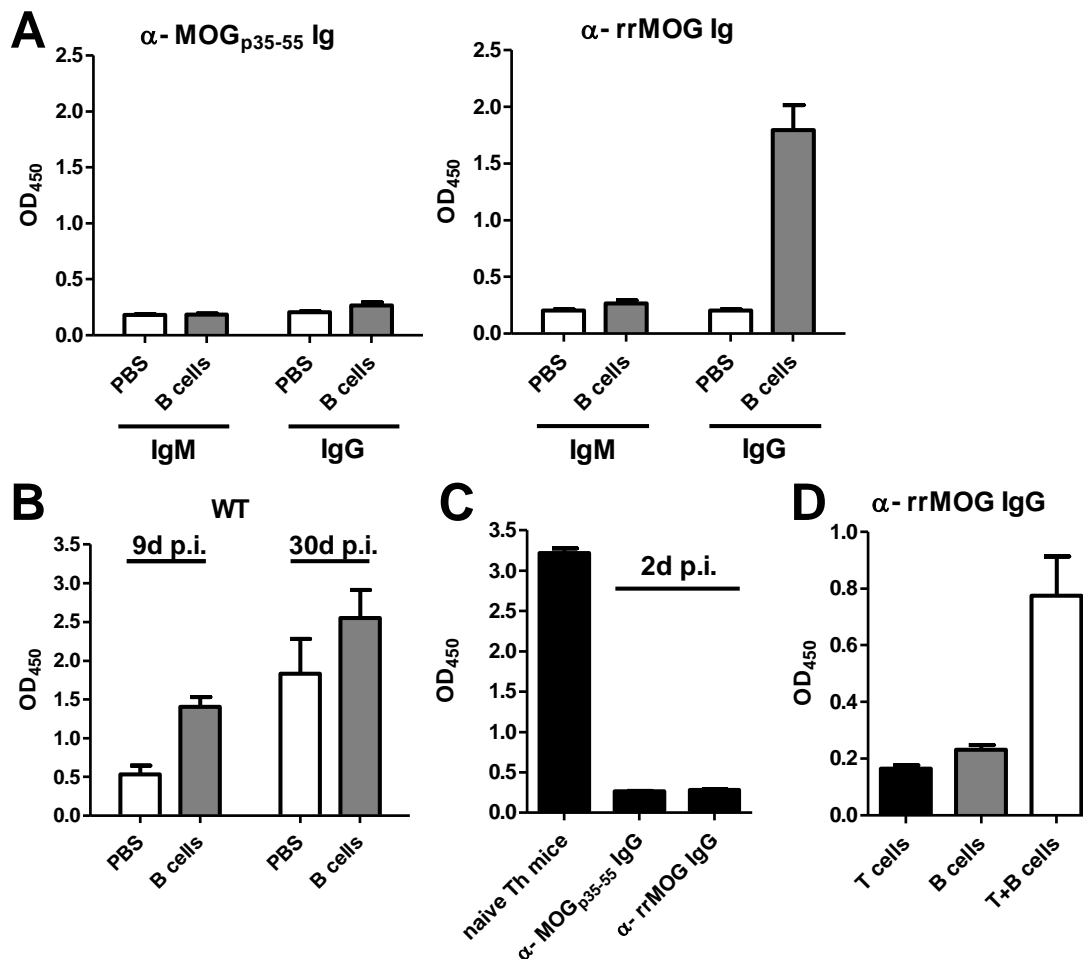 A
α- MOGp35-55 Ig
2.5
2.0
1.5
1.0
0.5
0.0
OD450
PBS
B cells
PBS
B cells
IgM
IgG
α- rrMOG Ig
2.5
2.0
1.5
1.0
0.5
0.0
OD450
PBS
B cells
PBS
B cells
IgM
IgG
B
WT
9d p.i.
30d p.i.
3.5
3.0
2.5
2.0
1.5
1.0
0.5
0.0
OD450
PBS
B cells
PBS
B cells
C
2d p.i.
3.5
3.0
2.5
2.0
1.5
1.0
0.5
0.0
OD450
naive Th mice
α- MOGp35-55 IgG
α- rrMOG IgG
D
α- rrMOG IgG
1.0
0.8
0.6
0.4
0.2
0.0
OD450
T cells
B cells
T+B cells